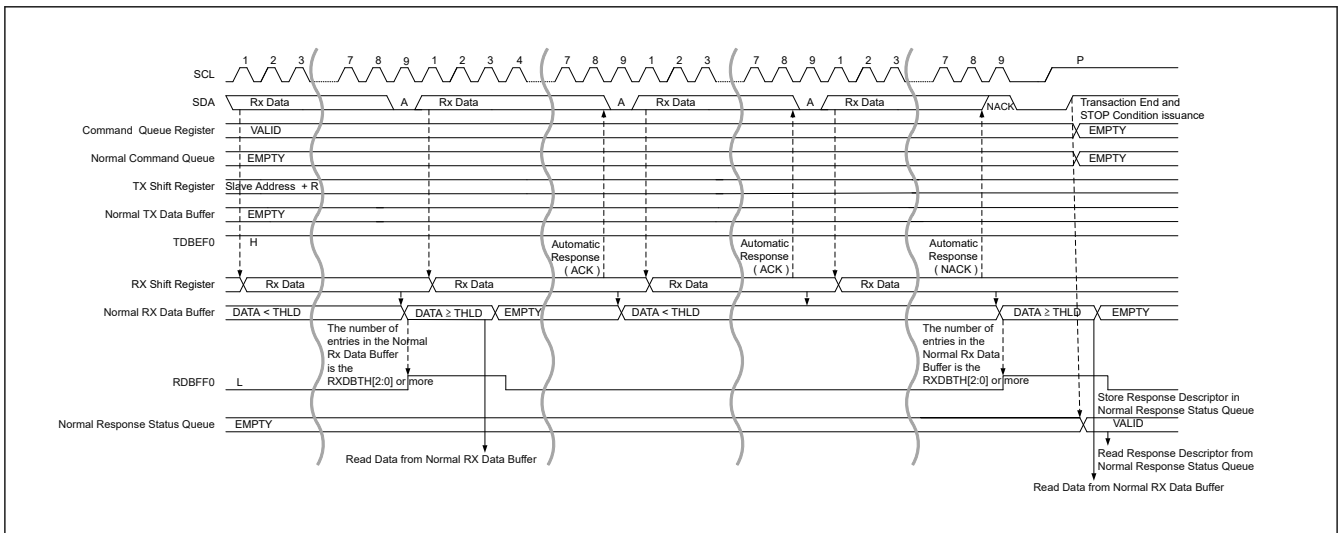 1 2 3 7 8 9 1 2 3 4 7 8 9 1 2 3 7 8 9 1 2 3 7 8 9 P
SCL
SDA Rx Data A Rx Data A Rx Data A Rx Data NACK Transaction End and
STOP Condition issuance
Command Queue Register VALID EMPTY
Normal Command Queue EMPTY EMPTY
TX Shift Register Slave Address + R
Normal TX Data Buffer EMPTY
TDBEF0 H
Automatic
Response
( ACK )
Automatic
Response
( ACK )
Automatic
Response
( NACK )
RX Shift Register Rx Data Rx Data Rx Data Rx Data
Normal RX Data Buffer DATA < THLD DATA ≥ THLD EMPTY DATA < THLD DATA ≥ THLD EMPTY
The number of
entries in the Normal
Rx Data Buffer
is the
RXDBTH[2:0] or more
The number of
entries in the
Normal Rx Data
Buffer is the
RXDBTH[2:0] or more
RDBFF0 L
Store Response Descriptor in
Normal Response Status Queue
Normal Response Status Queue EMPTY VALID
Read Data from Normal RX Data Buffer
Read Response Descriptor from
Normal Response Status Queue
Read Data from Normal RX Data Buffer